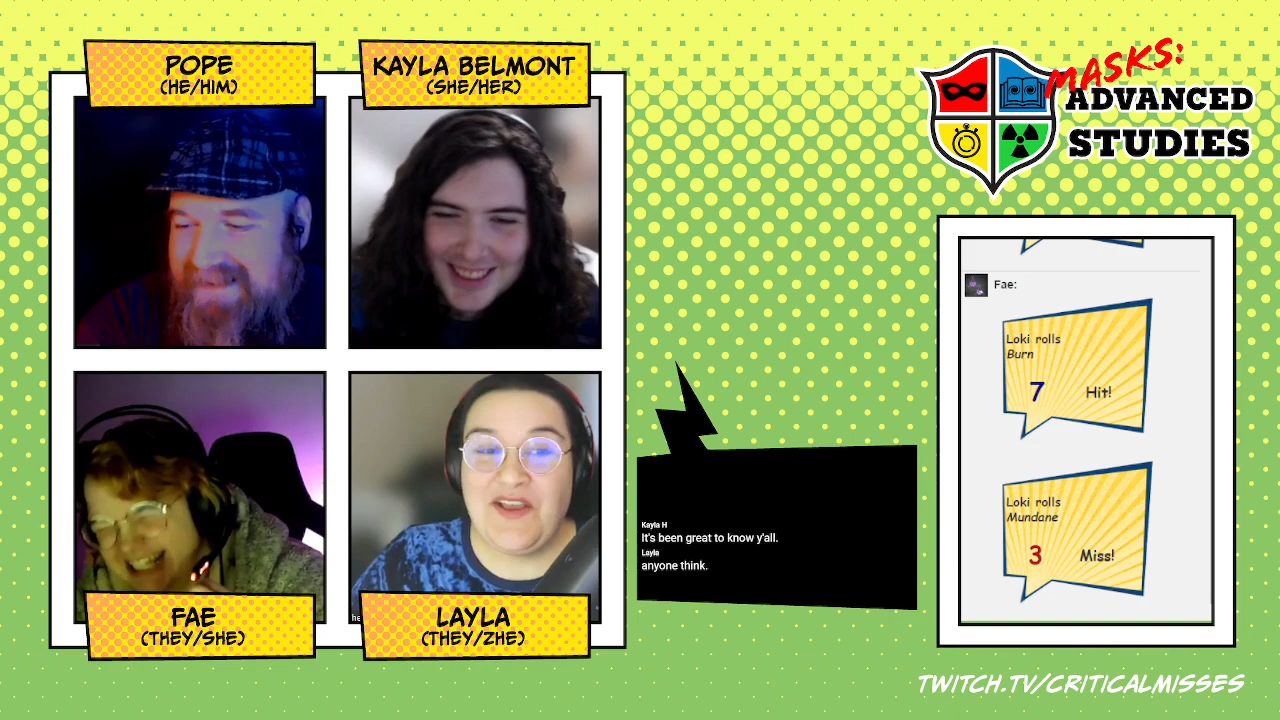 POPE
(HE/HIM)
KAYLA BELMONT
(SHE/HER)
MASKS:
ADVANCED
STUDIES
Fae:
Loki rolls
Burn
7 Hit!
Loki rolls
Mundane
3 Miss!
Kayla H
It's been great to know y'all.
Layla
anyone think.
he
FAE
(THEY/SHE)
LAYLA
(THEY/ZHE)
TWITCH.TV/CRITICALMISSES